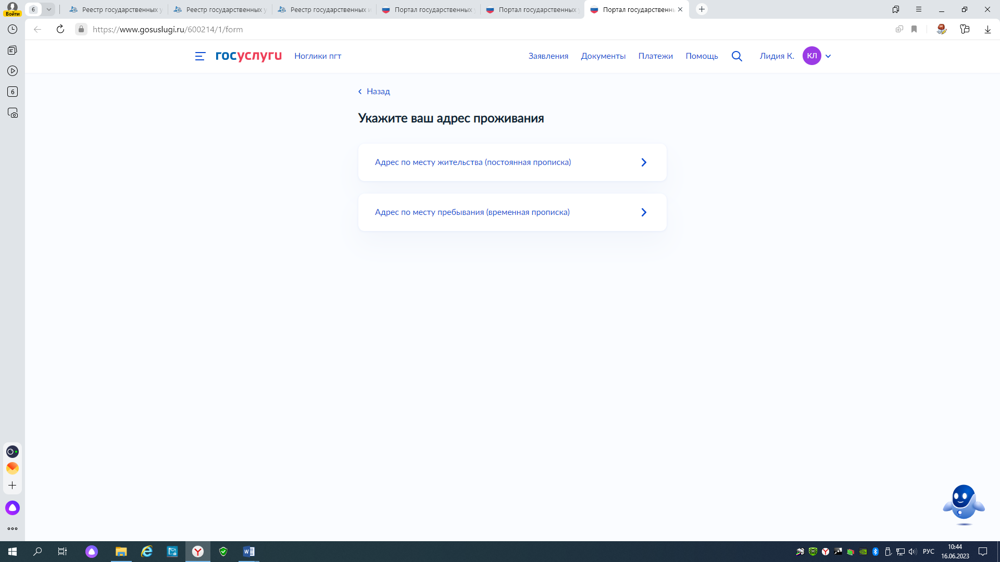 Войти
6
Реестр государственных у
Реестр государственных у
Реестр государственных и
Портал государственных
Портал государственных
Портал государственн
https://www.gosuslugi.ru/600214/1/form
6
госуслуги
Ноглики пгт
Заявления
Документы
Платежи
Помощь
Лидия К.
КЛ
Назад
Укажите ваш адрес проживания
Адрес по месту жительства (постоянная прописка)
Адрес по месту пребывания (временная прописка)
РУС
10:44
16.06.2023